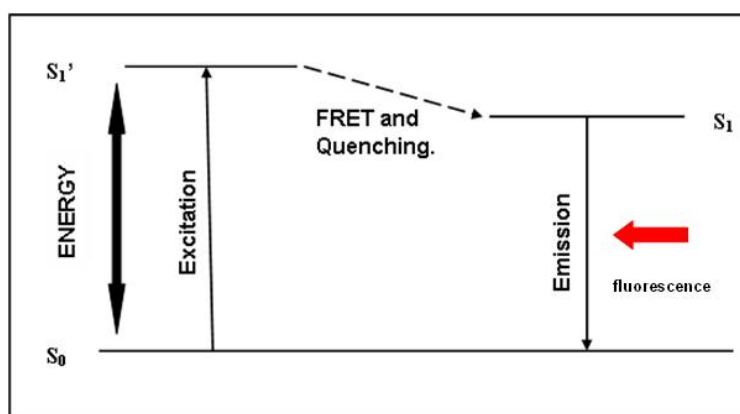 S₁’
FRET and
Quenching.
S₁
ENERGY
Excitation
Emission
fluorescence
S₀